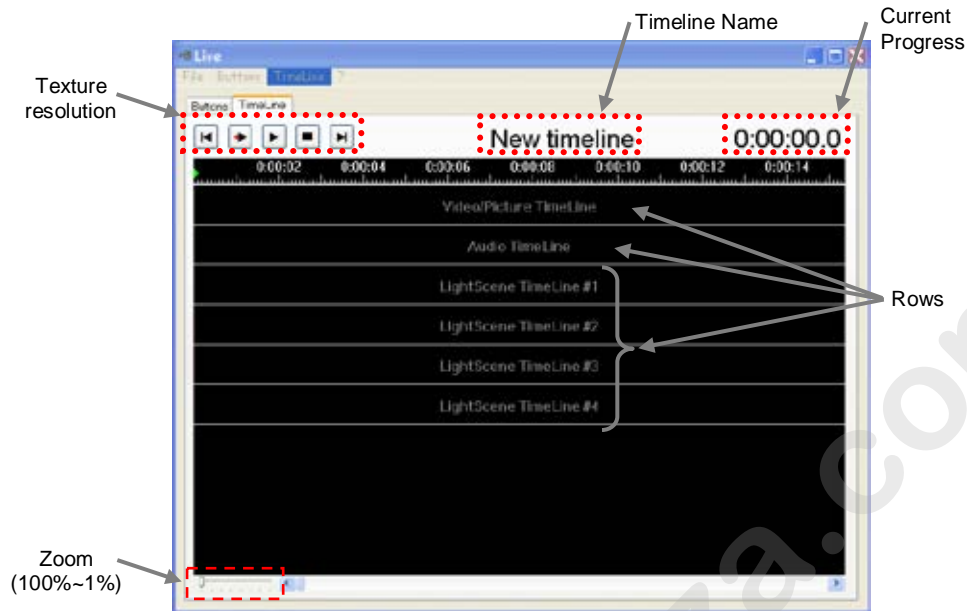 Timeline Name
Current
Progress
Texture
resolution
Live
File Buttons TimeLine ?
Buttons TimeLine
New timeline
0:00:00.0
0:00:02 0:00:04 0:00:06 0:00:08 0:00:10 0:00:12 0:00:14
Video/Picture TimeLine
Audio TimeLine
LightScene TimeLine #1
Rows
LightScene TimeLine #2
LightScene TimeLine #3
LightScene TimeLine #4
Zoom
(100%~1%)